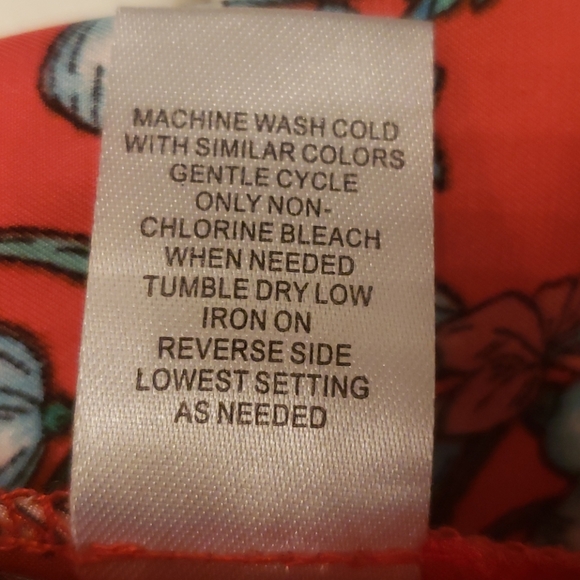 MACHINE WASH COLD
WITH SIMILAR COLORS
GENTLE CYCLE
ONLY NON-
CHLORINE BLEACH
WHEN NEEDED
TUMBLE DRY LOW
IRON ON
REVERSE SIDE
LOWEST SETTING
AS NEEDED